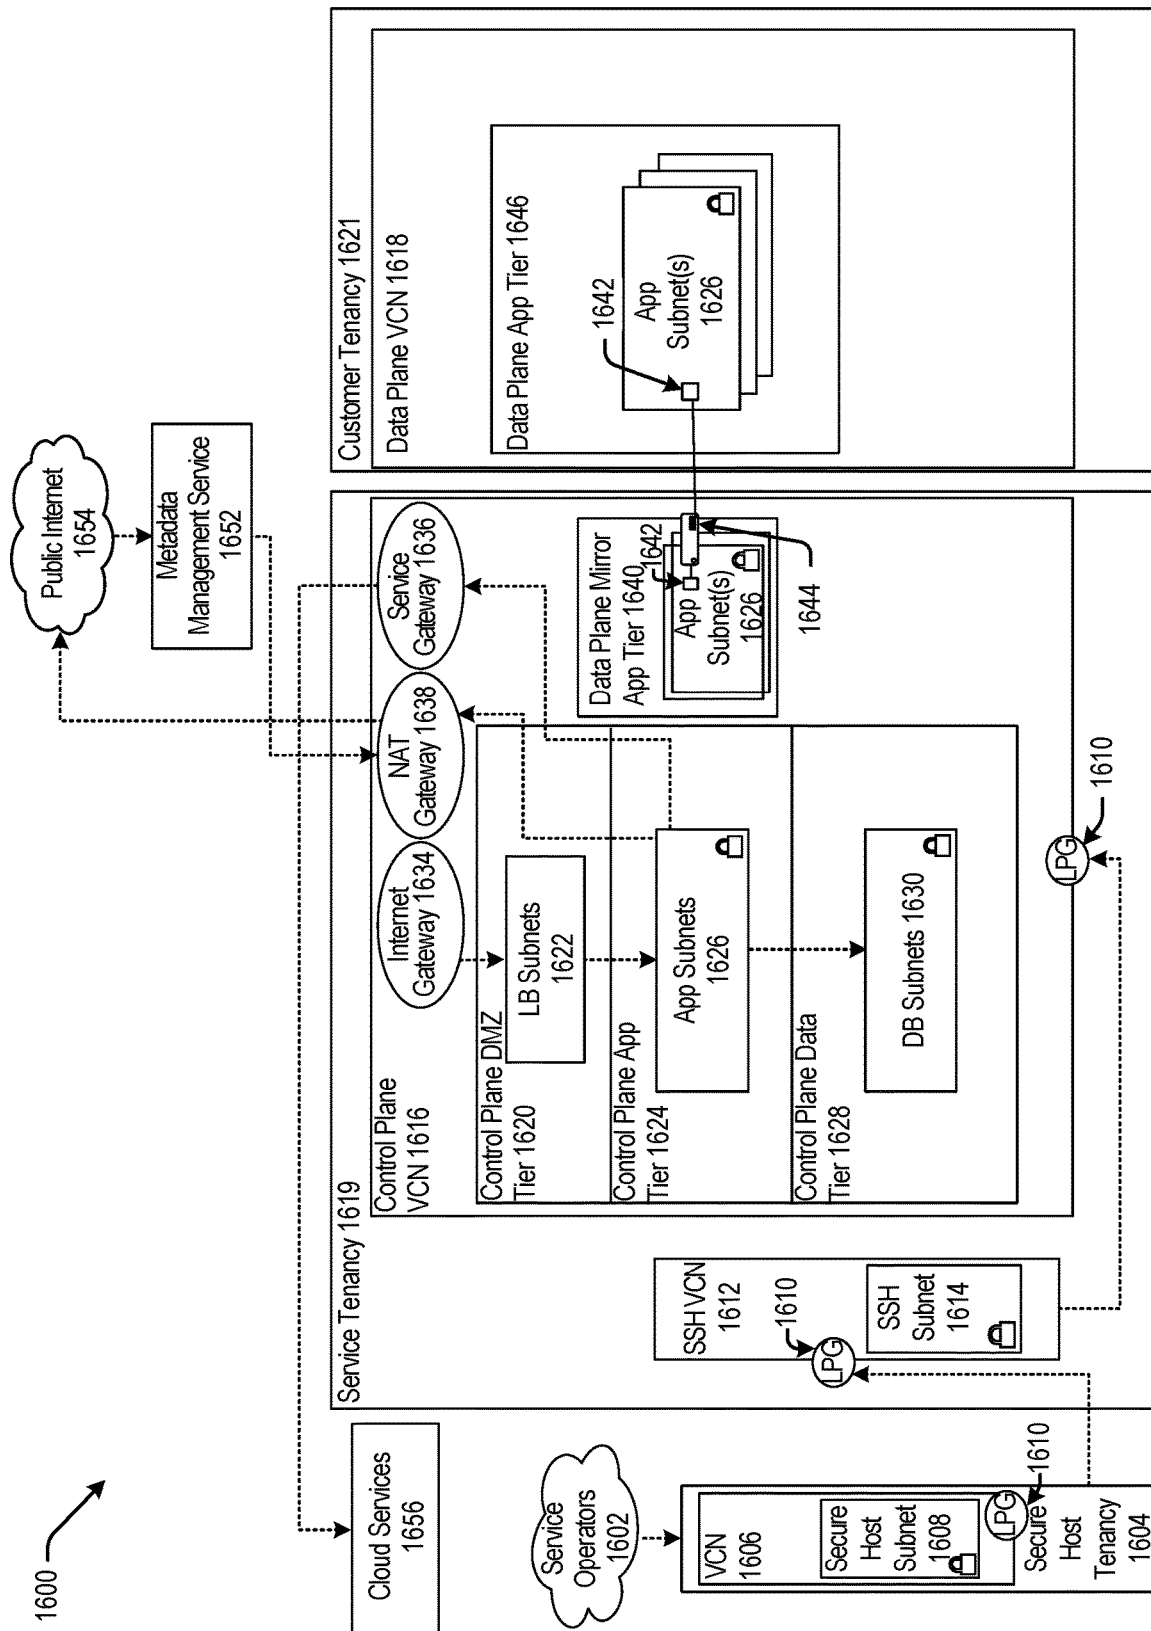 1600
Cloud Services
1656
Service
Operators
1602
VCN
1606
Secure
Host
Subnet
1608
LPG
1610
Secure
Host
Tenancy
1604
Service Tenancy 1619
SSH VCN
1612
1610
LPG
SSH
Subnet
1614
Control Plane
VCN 1616
Internet
Gateway 1634
NAT
Gateway 1638
Service
Gateway 1636
Control Plane DMZ
Tier 1620
LB Subnets
1622
Control Plane App
Tier 1624
App Subnets
1626
Control Plane Data
Tier 1628
DB Subnets 1630
LPG
1610
Data Plane Mirror
App Tier 1640
1642
App
Subnet(s)
1626
1644
Public Internet
1654
Metadata
Management Service
1652
Customer Tenancy 1621
Data Plane VCN 1618
Data Plane App Tier 1646
1642
App
Subnet(s)
1626